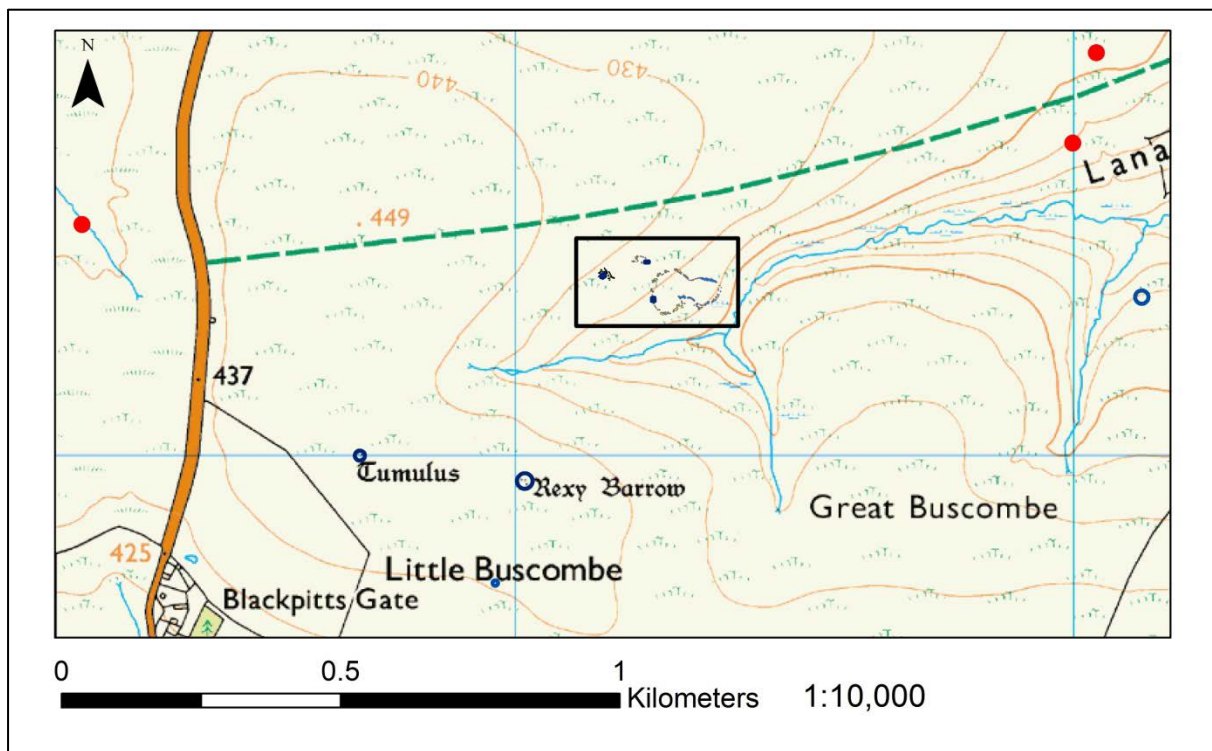 N
440
430
Lana
449
437
Tumulus
Rexy Barrow
Great Buscombe
425
Little Buscombe
Blackpitts Gate
0 0.5 1
Kilometers 1:10,000